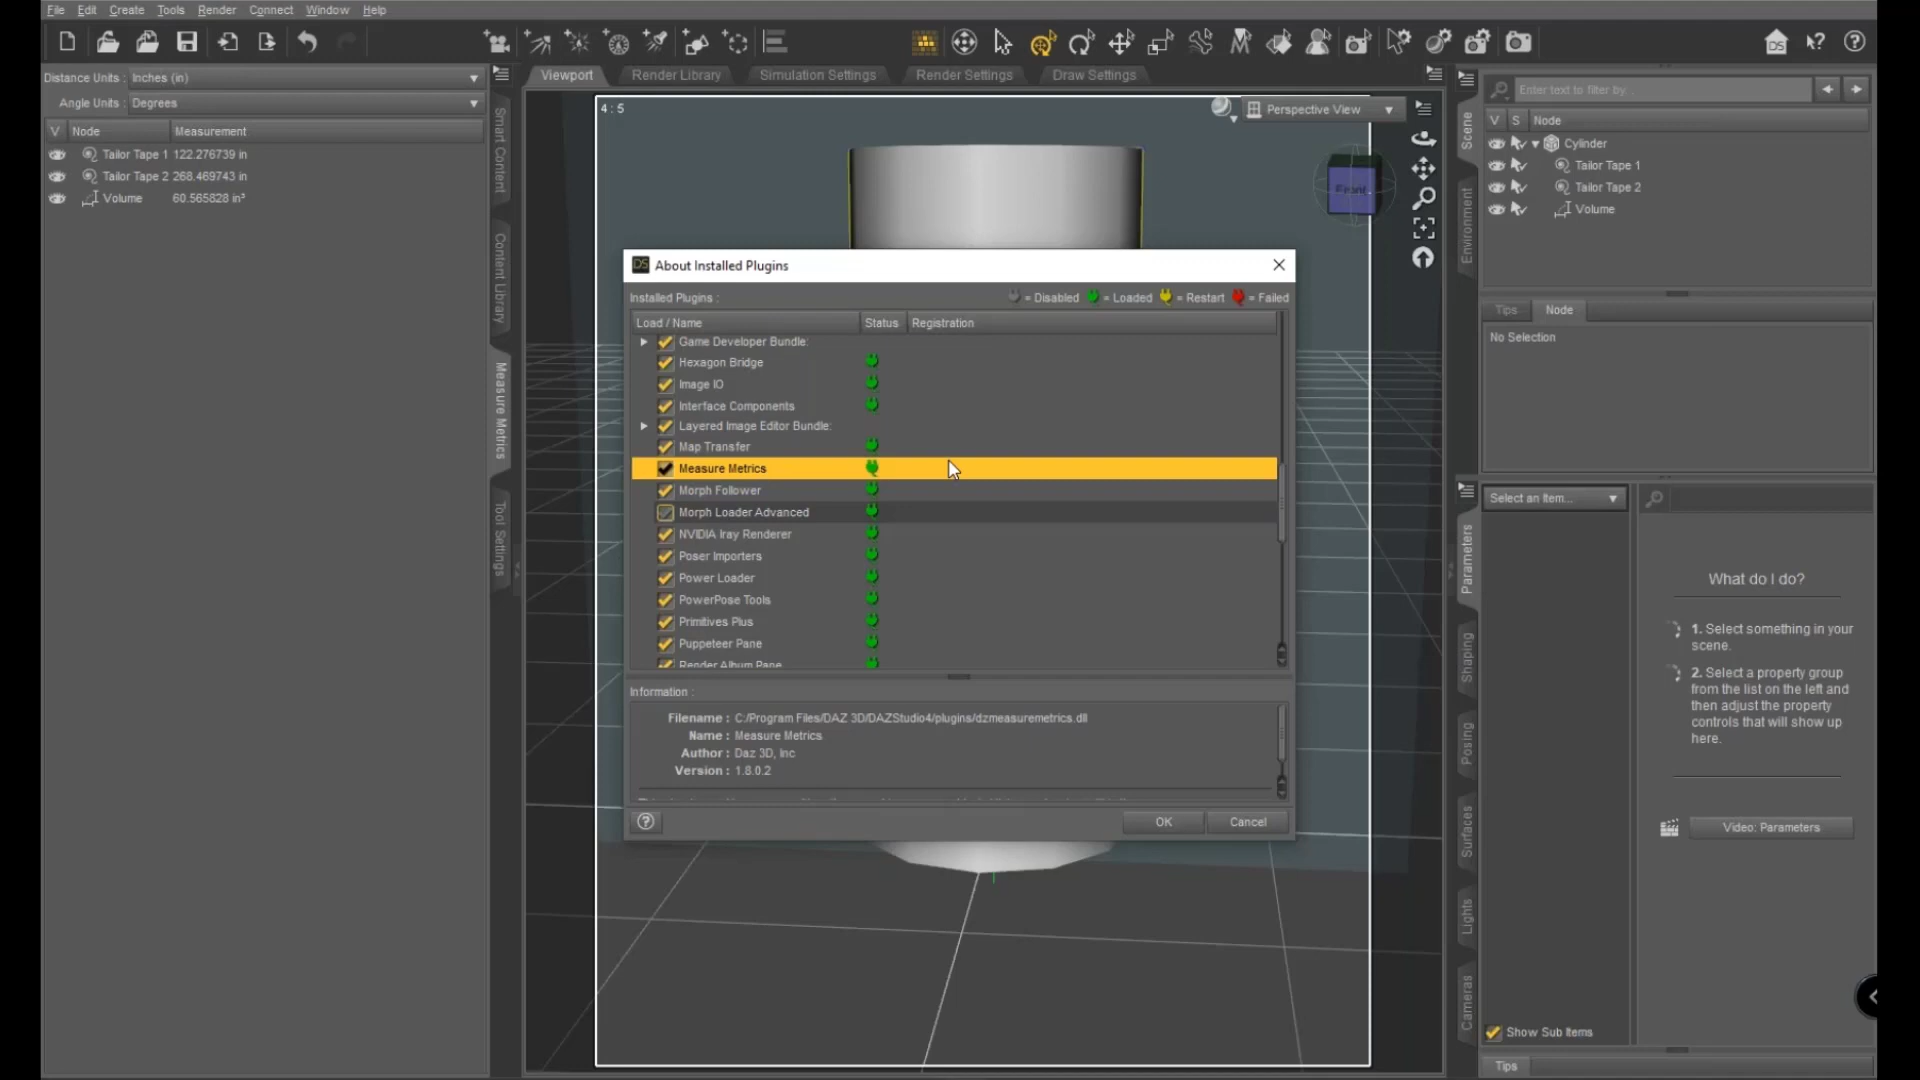 File Edit Create Tools Render Connect Window Help
Distance Units : Inches (in)
Angle Units : Degrees
V Node Measurement
Tailor Tape 1 122.276739 in
Tailor Tape 2 268.469743 in
Volume 60.565828 in³
Smart Content
Content Library
Measure Metrics
Tool Settings
Viewport Render Library Simulation Settings Render Settings Draw Settings
4 : 5
Perspective View
Front
About Installed Plugins
Installed Plugins :
= Disabled = Loaded = Restart = Failed
Load / Name Status Registration
Game Developer Bundle:
Hexagon Bridge
Image IO
Interface Components
Layered Image Editor Bundle:
Map Transfer
Measure Metrics
Morph Follower
Morph Loader Advanced
NVIDIA Iray Renderer
Poser Importers
Power Loader
PowerPose Tools
Primitives Plus
Puppeteer Pane
Render Album Pane
Information :
Filename : C:/Program Files/DAZ 3D/DAZStudio4/plugins/dzmeasuremetrics.dll
Name : Measure Metrics
Author : Daz 3D, Inc
Version : 1.8.0.2
OK Cancel
Enter text to filter by...
V S Node
Cylinder
Tailor Tape 1
Tailor Tape 2
Volume
Scene
Environment
Tips Node
No Selection
Select an Item...
Parameters
Shaping
Posing
Surfaces
Lights
Cameras
What do I do?
1. Select something in your
scene.
2. Select a property group
from the list on the left and
then adjust the property
controls that will show up
here.
Video: Parameters
Show Sub Items
Tips